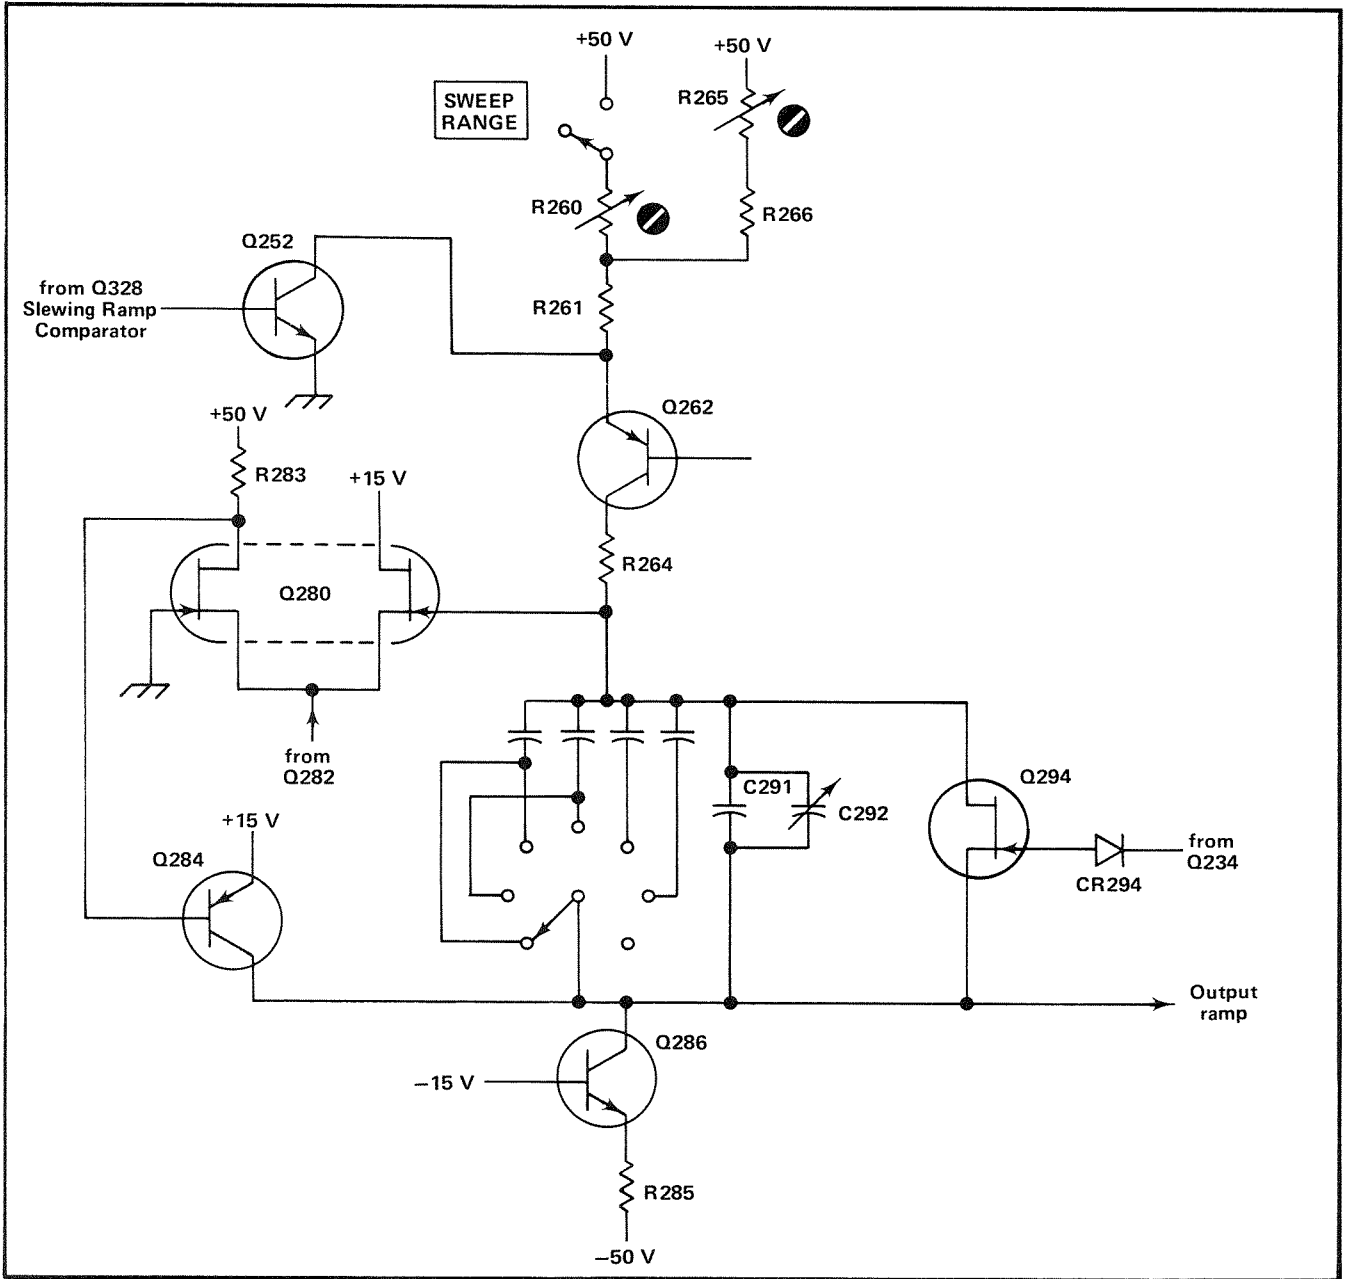 +50 V
+50 V
SWEEP
RANGE
R265
R260
R266
Q252
from Q328
Slewing Ramp
Comparator
R261
+50 V
Q262
R283
+15 V
R264
Q280
from
Q282
C291
Q294
C292
+15 V
Q284
from
Q234
CR294
Output
ramp
Q286
–15 V
R285
–50 V